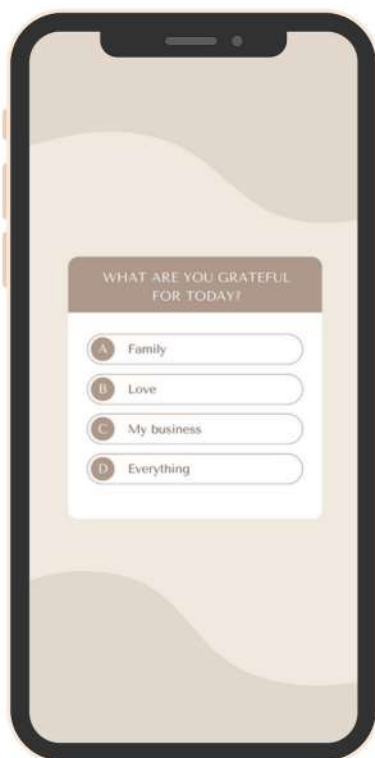 WHAT ARE YOU GRATEFUL
FOR TODAY?
A Family
B Love
C My business
D Everything